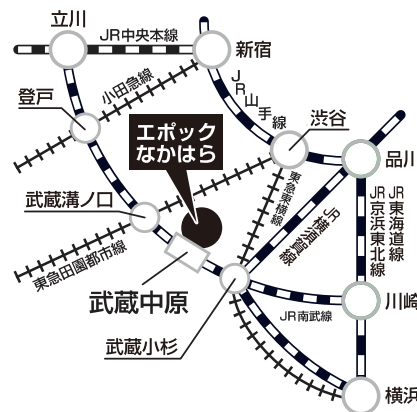 立川
JR中央本線
新宿
登戸
小田急線
JR山手線
渋谷
エポック
なかはら
品川
武蔵溝ノ口
東急東横線
JR横須賀線
JR東海道線
JR京浜東北線
東急田園都市線
武蔵中原
川崎
JR南武線
武蔵小杉
横浜